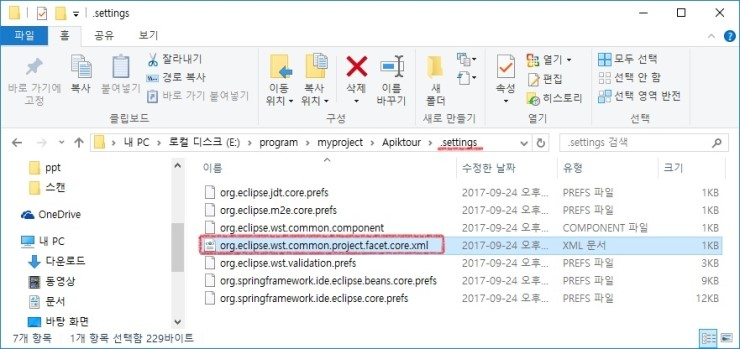 .settings
파일
홈
공유
보기
바로 가기에
고정
복사
붙여넣기
잘라내기
경로 복사
바로 가기 붙여넣기
클립보드
이동
위치
복사
위치
삭제
이름
바꾸기
구성
새
폴더
새로 만들기
속성
열기
편집
히스토리
열기
모두 선택
선택 안 함
선택 영역 반전
선택
내 PC > 로컬 디스크 (E:) > program > myproject > Apiktour > .settings
.settings 검색
ppt
스캔
OneDrive
내 PC
다운로드
동영상
문서
바탕 화면
이름 수정한 날짜 유형 크기
org.eclipse.jdt.core.prefs 2017-09-24 오후... PREFS 파일 1KB
org.eclipse.m2e.core.prefs 2017-09-24 오후... PREFS 파일 1KB
org.eclipse.wst.common.component 2017-09-24 오후... COMPONENT 파일 1KB
org.eclipse.wst.common.project.facet.core.xml 2017-09-24 오후... XML 문서 1KB
org.eclipse.wst.validation.prefs 2017-09-24 오후... PREFS 파일 3KB
org.springframework.ide.eclipse.beans.core.prefs 2017-09-24 오후... PREFS 파일 9KB
org.springframework.ide.eclipse.core.prefs 2017-09-24 오후... PREFS 파일 12KB
7개 항목 1개 항목 선택함 229바이트